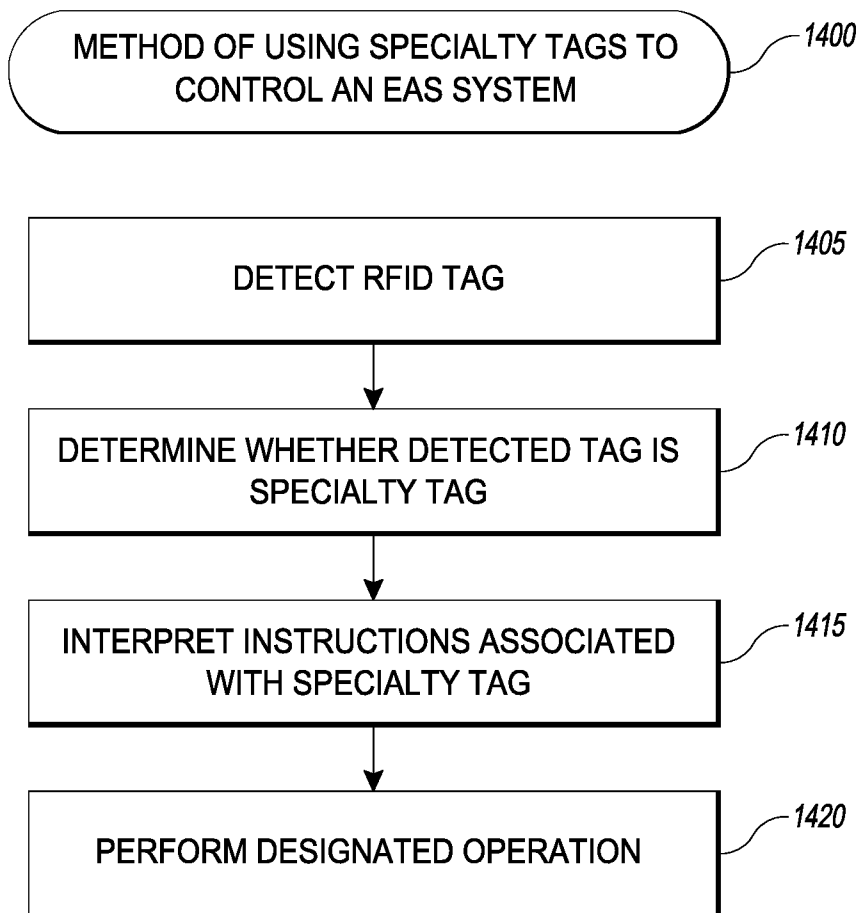 METHOD OF USING SPECIALTY TAGS TO
CONTROL AN EAS SYSTEM
1400
DETECT RFID TAG
1405
DETERMINE WHETHER DETECTED TAG IS
SPECIALTY TAG
1410
INTERPRET INSTRUCTIONS ASSOCIATED
WITH SPECIALTY TAG
1415
PERFORM DESIGNATED OPERATION
1420